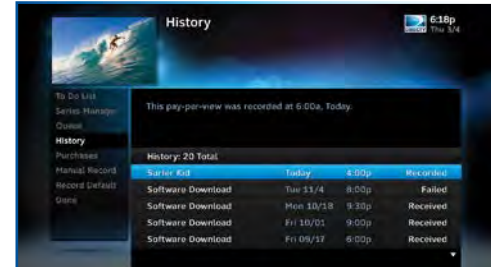 History
DIRECTV
6:18p
Thu 3/4
To Do List
Series Manager
Queue
History
Purchases
Manual Record
Record Default
Done
This pay-per-view was recorded at 6:00a, Today.
History: 20 Total
Surfer Kid Today 4:00p Recorded
Software Download Tue 11/4 8:00p Failed
Software Download Mon 10/18 9:30p Received
Software Download Fri 10/01 9:00p Received
Software Download Fri 09/17 6:00p Received